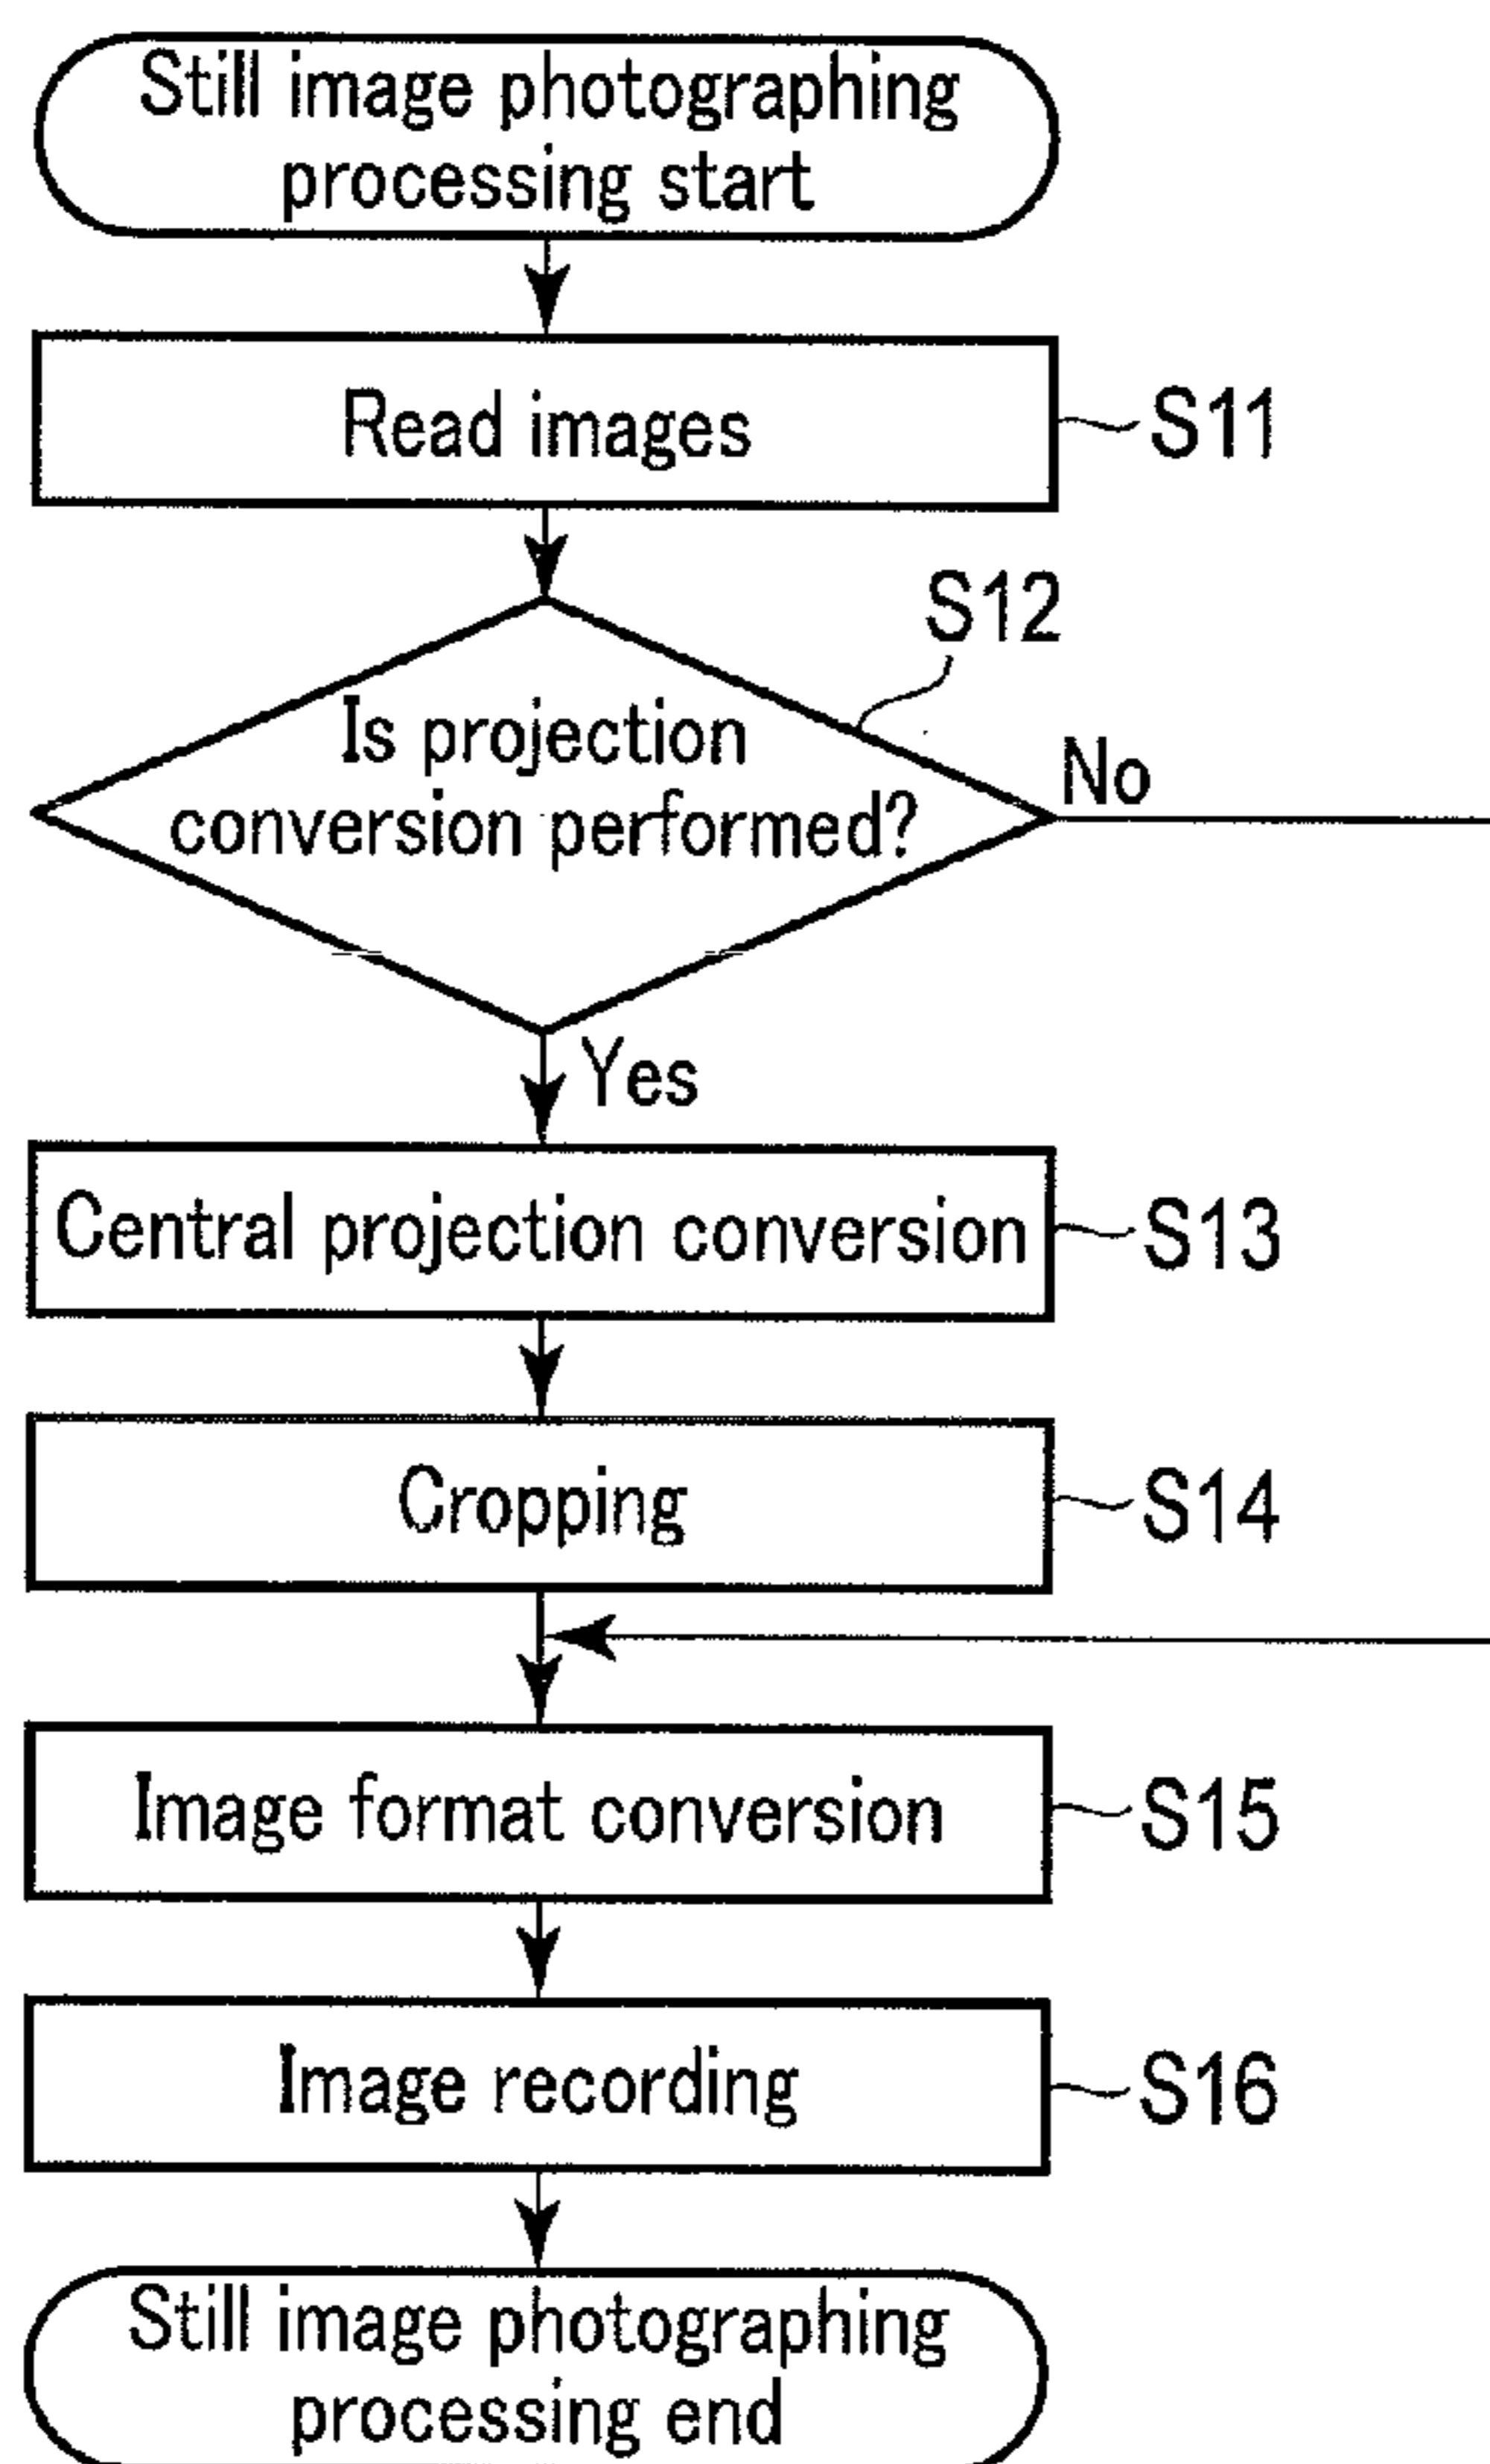 Still image photographing
processing start
Read images
S11
S12
Is projection
conversion performed?
No
Yes
Central projection conversion
S13
Cropping
S14
Image format conversion
S15
Image recording
S16
Still image photographing
processing end